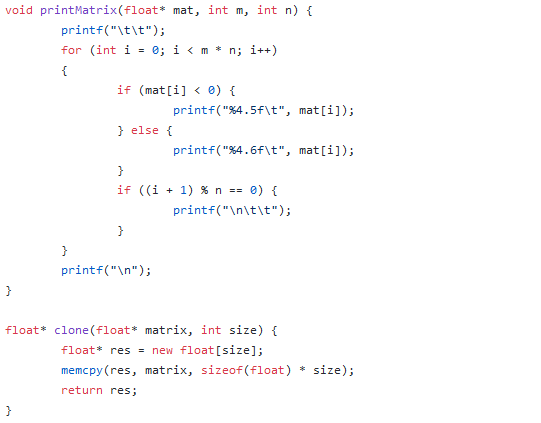 void printMatrix(float* mat, int m, int n) {
        printf("\t\t");
        for (int i = 0; i < m * n; i++)
        {
                if (mat[i] < 0) {
                        printf("%4.5f\t", mat[i]);
                } else {
                        printf("%4.6f\t", mat[i]);
                }
                if ((i + 1) % n == 0) {
                        printf("\n\t\t");
                }
        }
        printf("\n");
}

float* clone(float* matrix, int size) {
        float* res = new float[size];
        memcpy(res, matrix, sizeof(float) * size);
        return res;
}